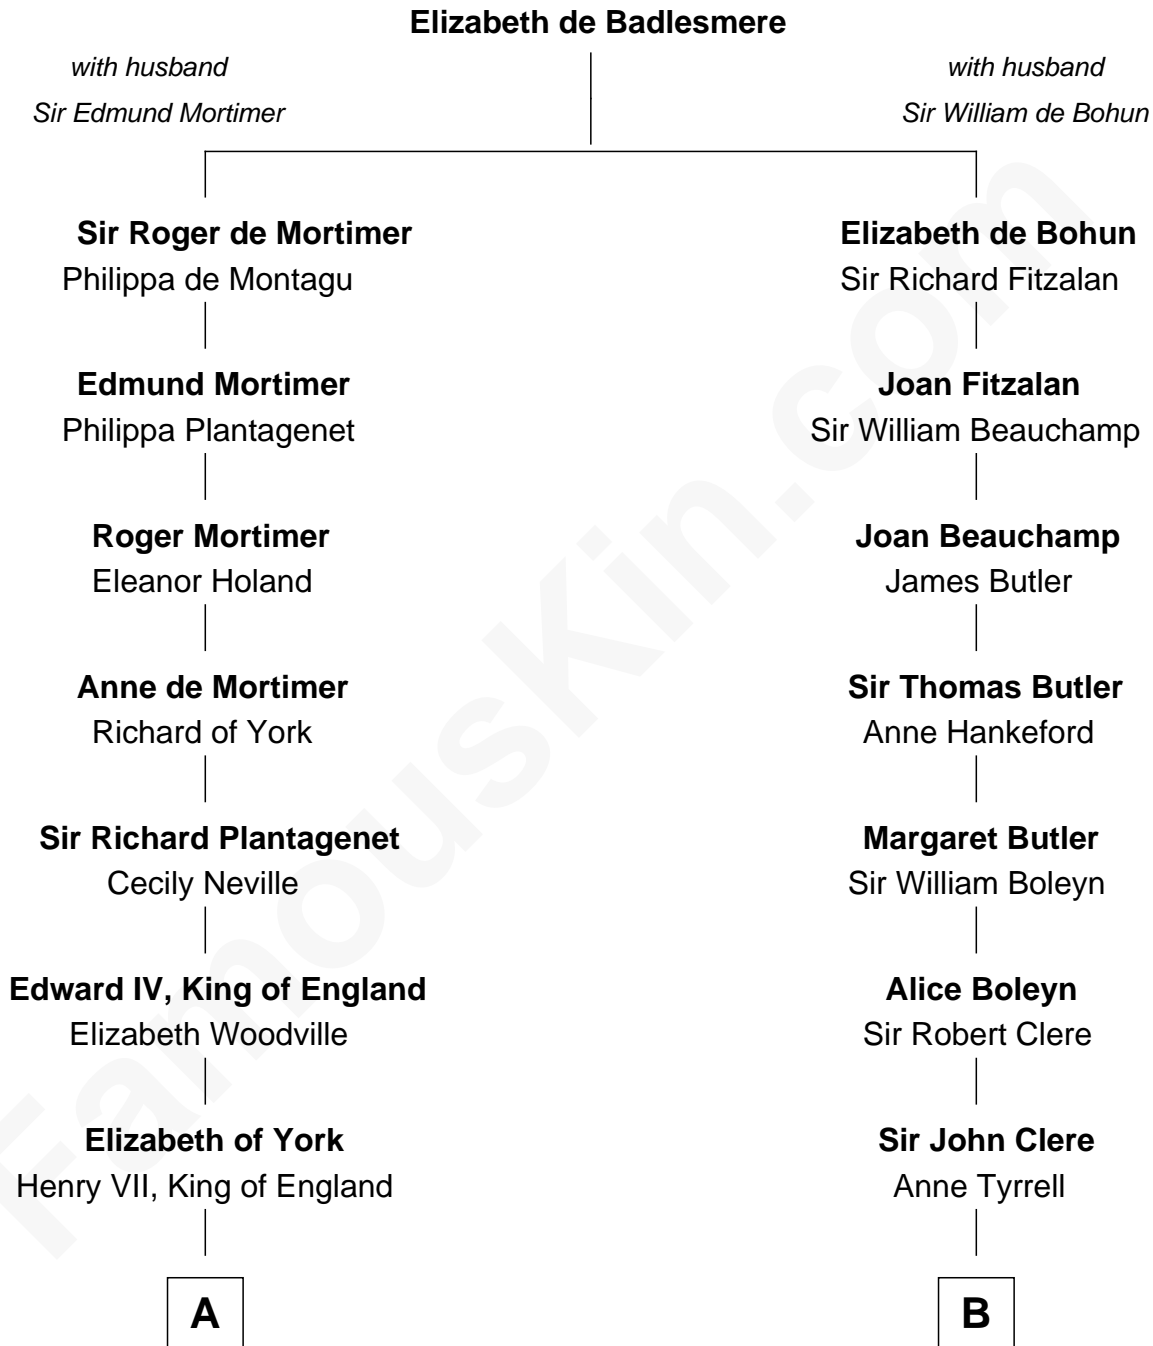 Elizabeth de Badlesmere
with husband
Sir Edmund Mortimer
with husband
Sir William de Bohun
Sir Roger de Mortimer
Philippa de Montagu
Elizabeth de Bohun
Sir Richard Fitzalan
Edmund Mortimer
Philippa Plantagenet
Joan Fitzalan
Sir William Beauchamp
Roger Mortimer
Eleanor Holand
Joan Beauchamp
James Butler
Anne de Mortimer
Richard of York
Sir Thomas Butler
Anne Hankeford
Sir Richard Plantagenet
Cecily Neville
Margaret Butler
Sir William Boleyn
Edward IV, King of England
Elizabeth Woodville
Alice Boleyn
Sir Robert Clere
Elizabeth of York
Henry VII, King of England
Sir John Clere
Anne Tyrrell
A
B
FamousKin.com